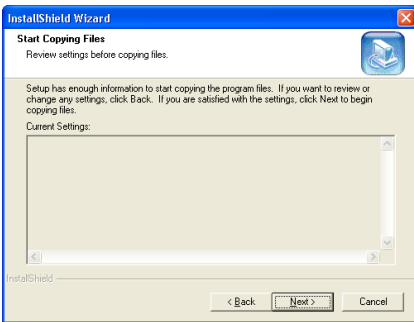 InstallShield Wizard
Start Copying Files
Review settings before copying files.
Setup has enough information to start copying the program files. If you want to review or
change any settings, click Back. If you are satisfied with the settings, click Next to begin
copying files.
Current Settings:
InstallShield
< Back
Next >
Cancel